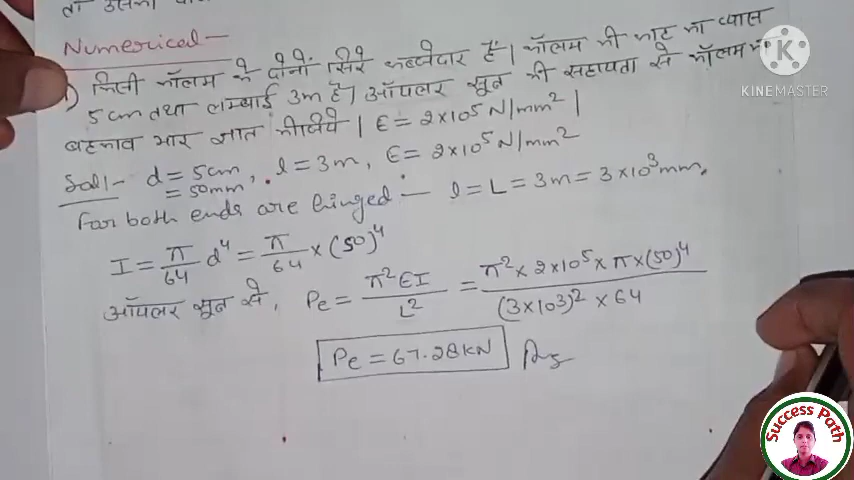 Numerical –
1) किसी कॉलम के दोनों सिरे कब्जेदार हैं। कॉलम की काट का व्यास
5 cm तथा लम्बाई 3m है। ऑयलर सूत्र की सहायता से कॉलम का
बहकाव भार ज्ञात कीजिये। E = 2×10⁵ N/mm² |
Sol:- d = 5cm, l = 3m, E = 2×10⁵ N/mm²
= 50mm
For both ends are hinged :— l = L = 3m = 3×10³mm.
I = π/64 d⁴ = π/64 × (50)⁴
ऑयलर सूत्र से, Pe = π²EI/L² = π² × 2×10⁵ × π × (50)⁴/(3×10³)² × 64
Pe = 67.28KN Ans
KINEMASTER
Success Path